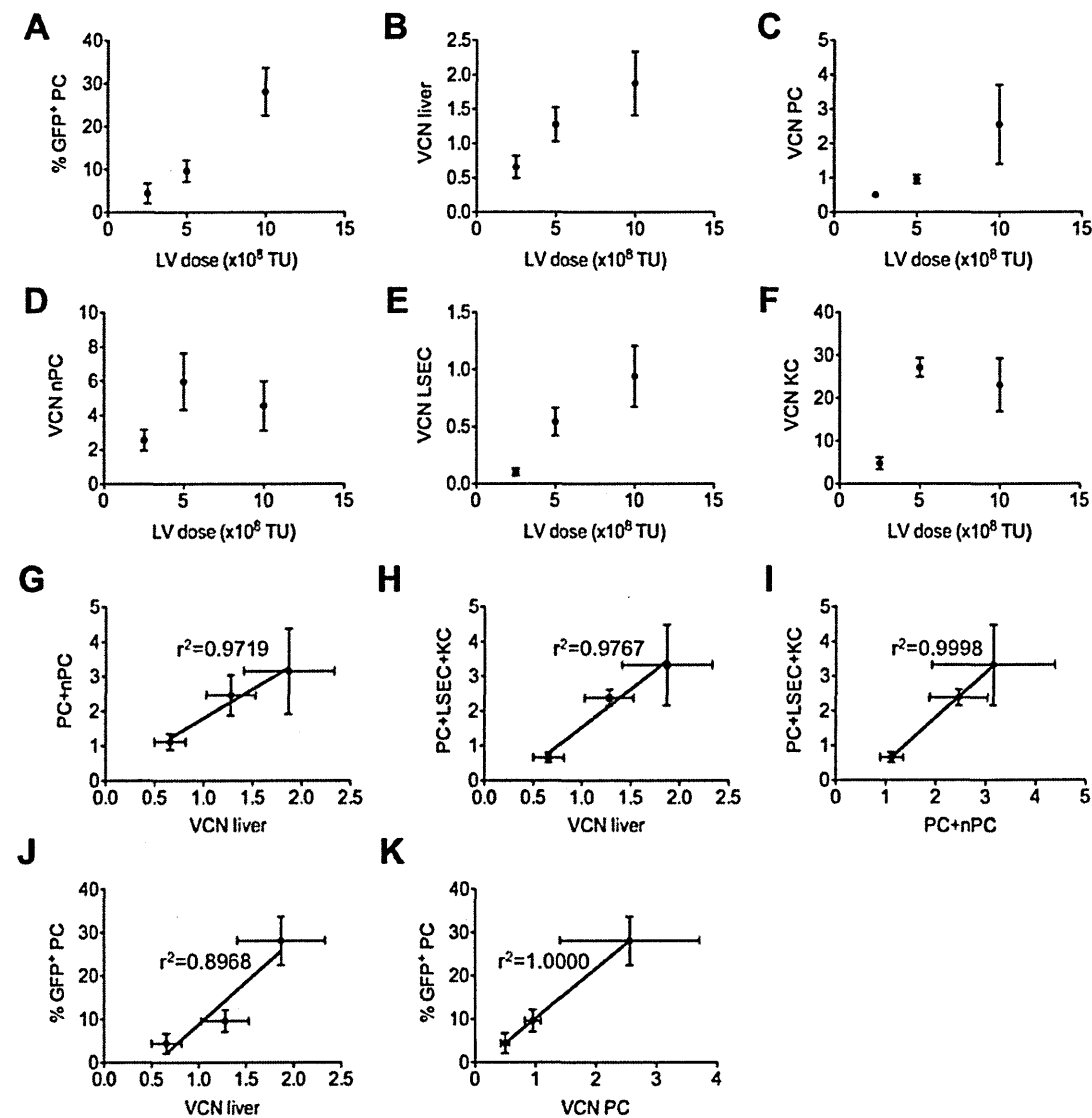 A
% GFP⁺ PC
40
30
20
10
0
0 5 10 15
LV dose (x10⁸ TU)
B
VCN liver
2.5
2.0
1.5
1.0
0.5
0.0
0 5 10 15
LV dose (x10⁸ TU)
C
VCN PC
5
4
3
2
1
0
0 5 10 15
LV dose (x10⁸ TU)
D
VCN nPC
10
8
6
4
2
0
0 5 10 15
LV dose (x10⁸ TU)
E
VCN LSEC
1.5
1.0
0.5
0.0
0 5 10 15
LV dose (x10⁸ TU)
F
VCN KC
40
30
20
10
0
0 5 10 15
LV dose (x10⁸ TU)
G
PC+nPC
5
4
3
2
1
0
r²=0.9719
0.0 0.5 1.0 1.5 2.0 2.5
VCN liver
H
PC+LSEC+KC
5
4
3
2
1
0
r²=0.9767
0.0 0.5 1.0 1.5 2.0 2.5
VCN liver
I
PC+LSEC+KC
5
4
3
2
1
0
r²=0.9998
0 1 2 3 4 5
PC+nPC
J
% GFP⁺ PC
40
30
20
10
0
r²=0.8968
0.0 0.5 1.0 1.5 2.0 2.5
VCN liver
K
% GFP⁺ PC
40
30
20
10
0
r²=1.0000
0 1 2 3 4
VCN PC